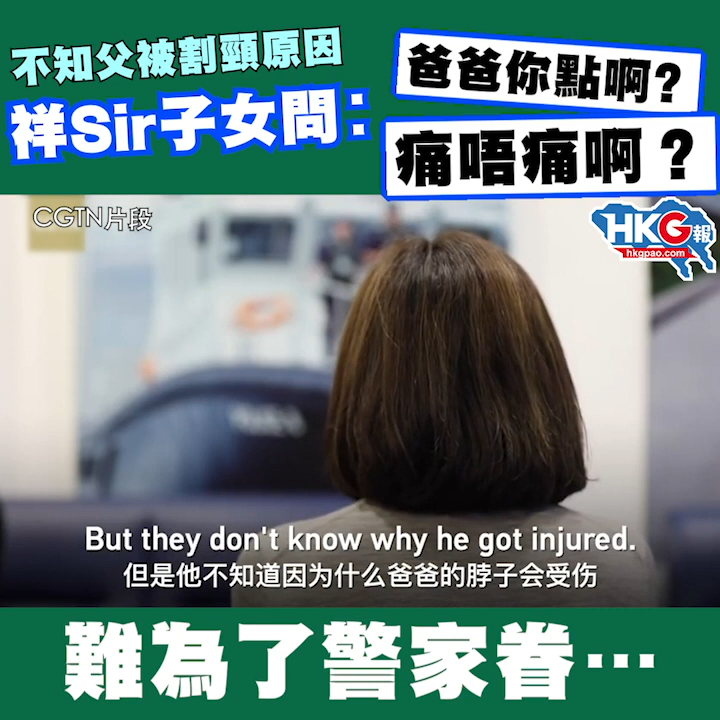 不知父被割頸原因
祥Sir子女問：
爸爸你點啊？
痛唔痛啊？
CGTN片段
HKG報
hkgpao.com
But they don't know why he got injured.
但是他不知道因为什么爸爸的脖子会受伤
難為了警家眷…